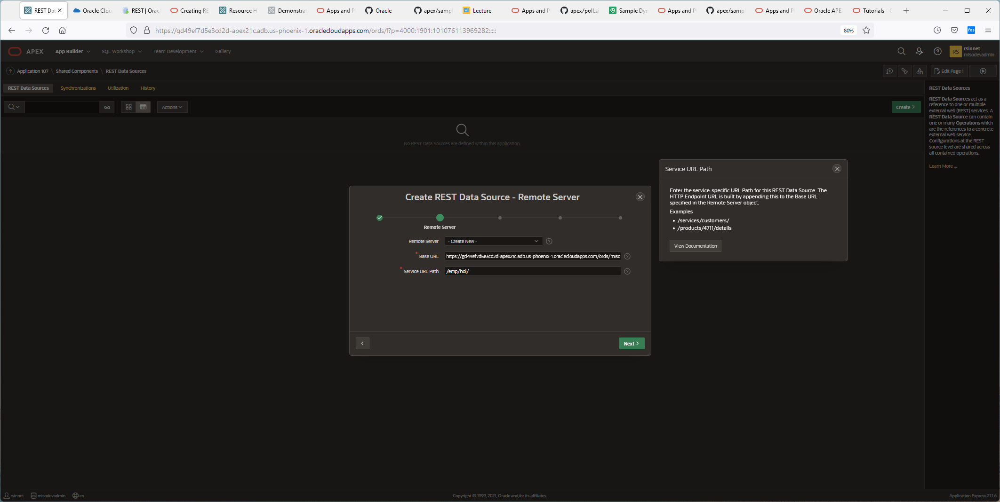 REST Dat
Oracle Clou
REST | Orac
Creating RE
Resource H
Demonstrat
Apps and P
Oracle
apex/samp
Lecture
Apps and P
apex/poll.zi
Sample Dyn
Apps and P
apex/samp
Apps and P
Oracle APE
Tutorials - 
https://gd49ef7d5e3cd2d-apex21c.adb.us-phoenix-1.oraclecloudapps.com/ords/f?p=4000:1901:101076113969282:::::
80%
fos
APEX
App Builder
SQL Workshop
Team Development
Gallery
RS
rsinnet
misodevadmin
Application 107 \ Shared Components \ REST Data Sources
Edit Page 1
REST Data Sources
Synchronizations
Utilization
History
Go
Actions
Create
No REST Data Sources are defined within this application.
REST Data Sources
REST Data Sources act as a
reference to one or multiple
external web (REST) services. A
REST Data Source can contain
one or many Operations which
are the references to a concrete
external web service.
Configurations at the REST
source level are shared across
all contained operations.
Learn More ...
Create REST Data Source - Remote Server
Remote Server
Remote Server
- Create New -
* Base URL
https://gd49ef7d5e3cd2d-apex21c.adb.us-phoenix-1.oraclecloudapps.com/ords/misc
* Service URL Path
/emp/hol/
Next
Service URL Path
Enter the service-specific URL Path for this REST Data Source. The
HTTP Endpoint URL is built by appending this to the Base URL
specified in the Remote Server object.
Examples
• /services/customers/
• /products/4711/details
View Documentation
rsinnet
misodevadmin
en
Copyright © 1999, 2021, Oracle and/or its affiliates.
Application Express 21.1.6